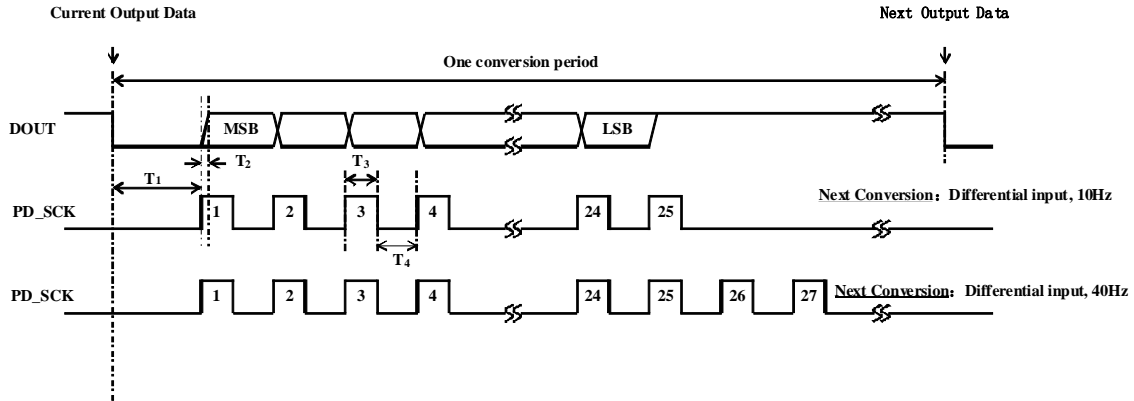 Current Output Data
Next Output Data
One conversion period
DOUT
MSB
LSB
T2
T3
T1
PD_SCK
1
2
3
4
24
25
Next Conversion：Differential input, 10Hz
T4
PD_SCK
1
2
3
4
24
25
26
27
Next Conversion：Differential input, 40Hz